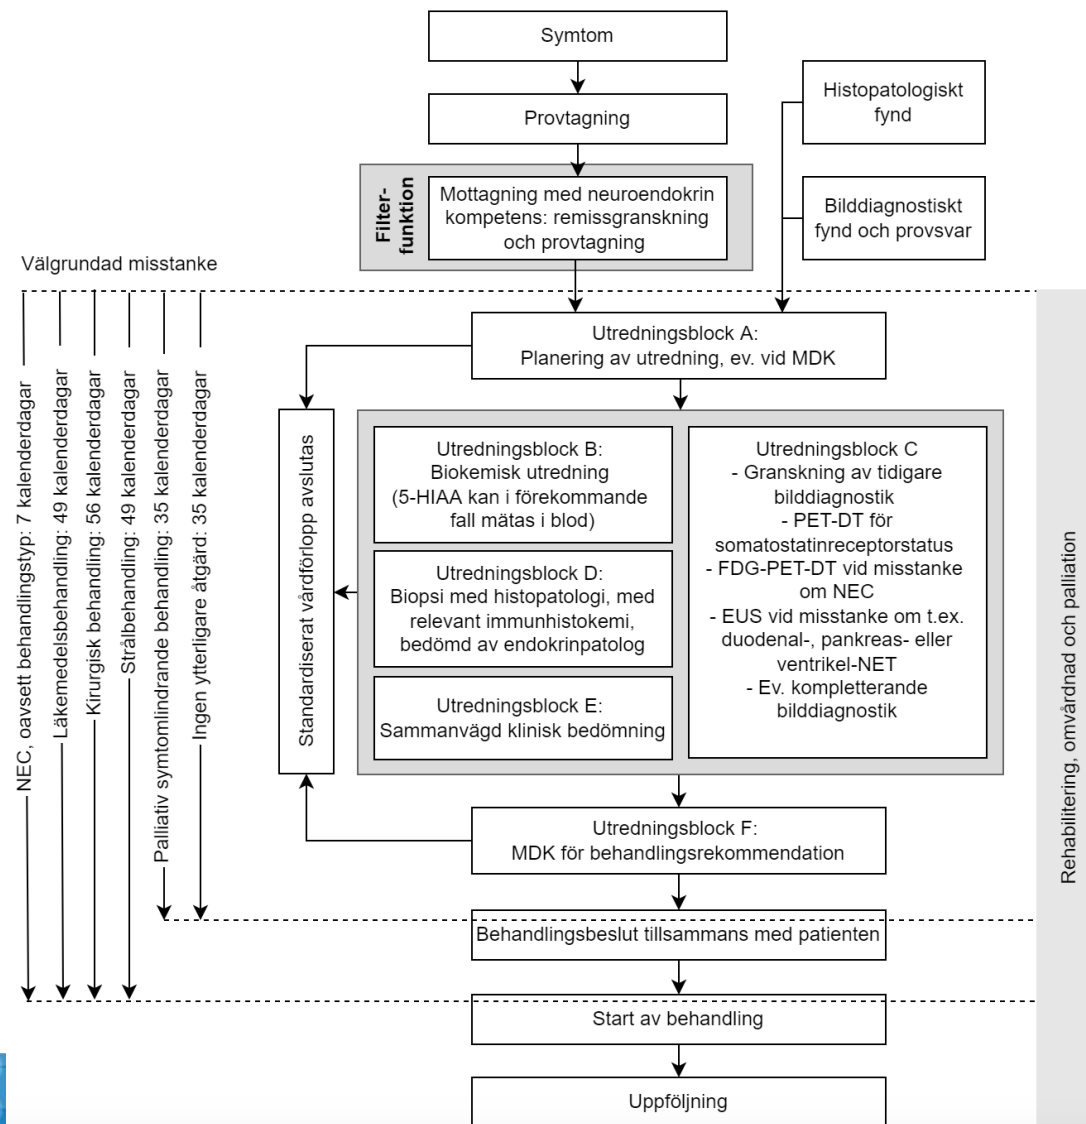 Symtom
Provtagning
Histopatologiskt
fynd
Filter-
funktion
Mottagning med neuroendokrin
kompetens: remissgranskning
och provtagning
Bilddiagnostiskt
fynd och provsvar
Välgrundad misstanke
NEC, oavsett behandlingstyp: 7 kalenderdagar
Läkemedelsbehandling: 49 kalenderdagar
Kirurgisk behandling: 56 kalenderdagar
Strålbehandling: 49 kalenderdagar
Palliativ symtomlindrande behandling: 35 kalenderdagar
Ingen ytterligare åtgärd: 35 kalenderdagar
Utredningsblock A:
Planering av utredning, ev. vid MDK
Standardiserat vårdförlopp avslutas
Utredningsblock B:
Biokemisk utredning
(5-HIAA kan i förekommande
fall mätas i blod)
Utredningsblock C
- Granskning av tidigare
bilddiagnostik
- PET-DT för
somatostatinreceptorstatus
- FDG-PET-DT vid misstanke
om NEC
- EUS vid misstanke om t.ex.
duodenal-, pankreas- eller
ventrikel-NET
- Ev. kompletterande
bilddiagnostik
Utredningsblock D:
Biopsi med histopatologi, med
relevant immunhistokemi,
bedömd av endokrinpatolog
Utredningsblock E:
Sammanvägd klinisk bedömning
Utredningsblock F:
MDK för behandlingsrekommendation
Behandlingsbeslut tillsammans med patienten
Start av behandling
Uppföljning
Rehabilitering, omvårdnad och palliation